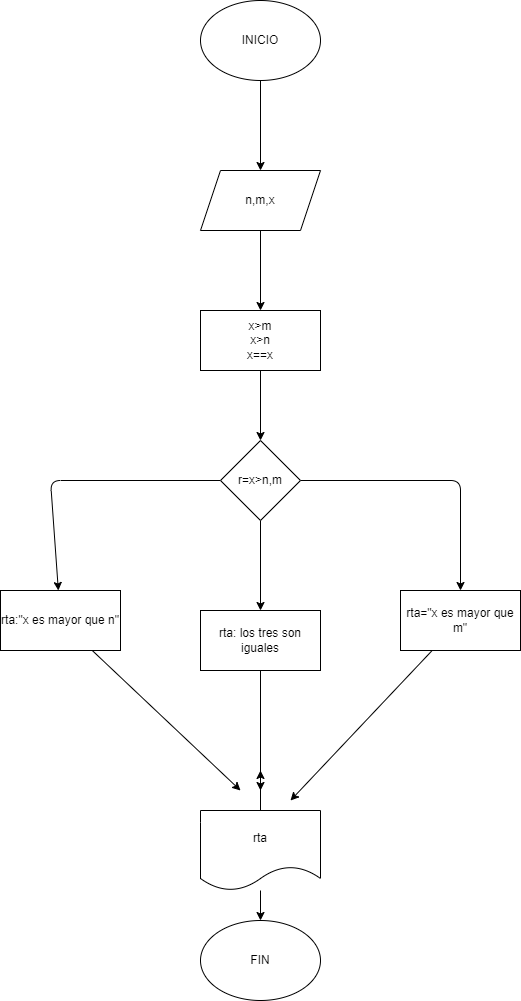 INICIO
n,m,x
x>m
x>n
x==x
r=x>n,m
rta:"x es mayor que n"
rta: los tres son
iguales
rta="x es mayor que
m"
rta
FIN